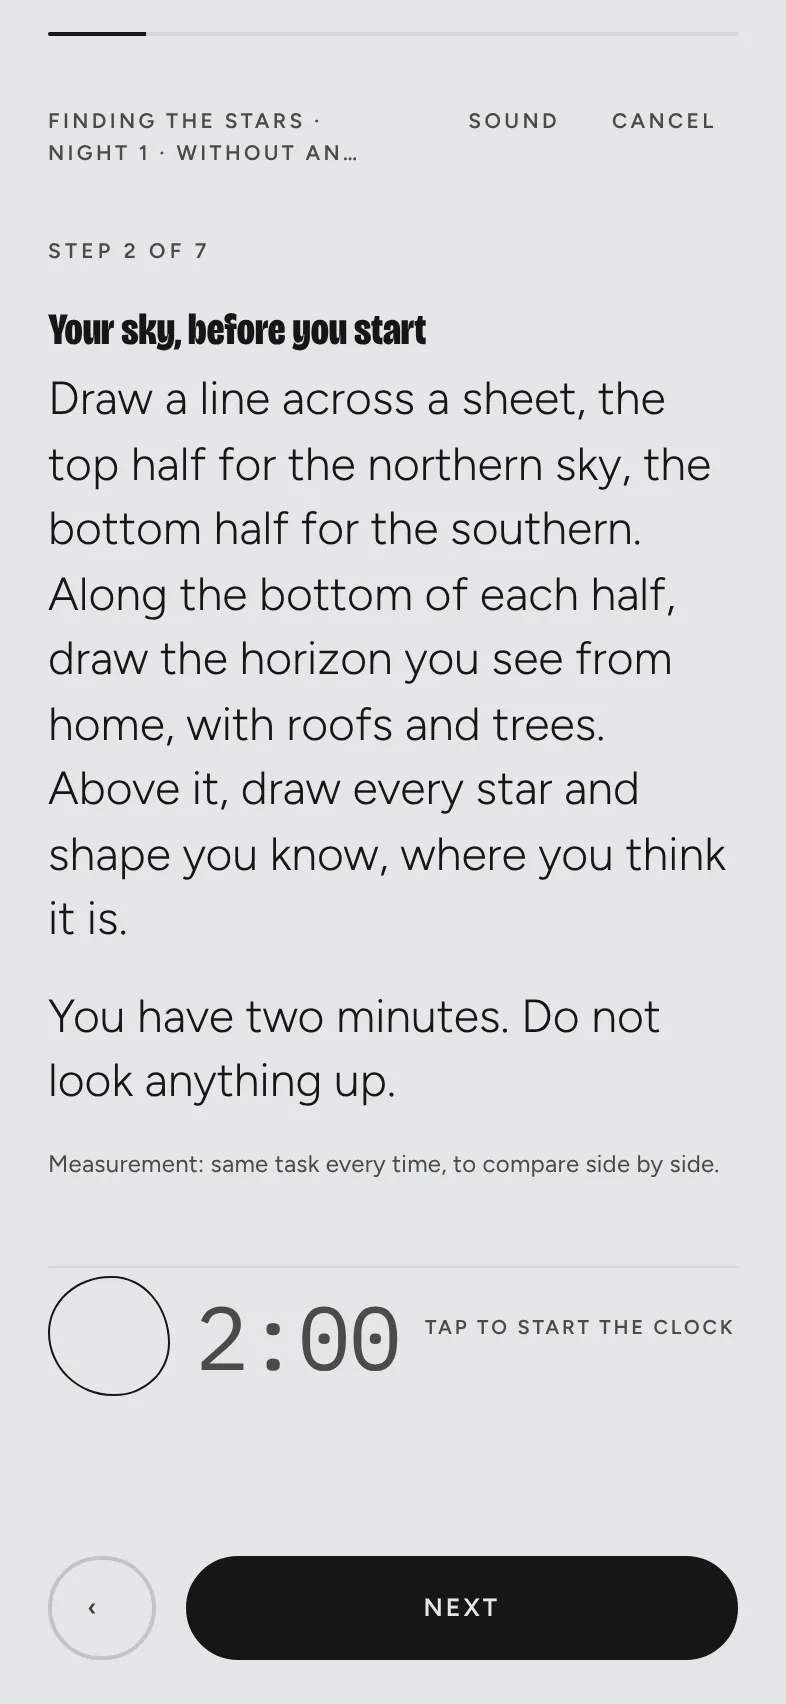 FINDING THE STARS ·
NIGHT 1 · WITHOUT AN…
SOUND
CANCEL
STEP 2 OF 7
Your sky, before you start
Draw a line across a sheet, the
top half for the northern sky, the
bottom half for the southern.
Along the bottom of each half,
draw the horizon you see from
home, with roofs and trees.
Above it, draw every star and
shape you know, where you think
it is.
You have two minutes. Do not
look anything up.
Measurement: same task every time, to compare side by side.
2:00
TAP TO START THE CLOCK
‹
NEXT